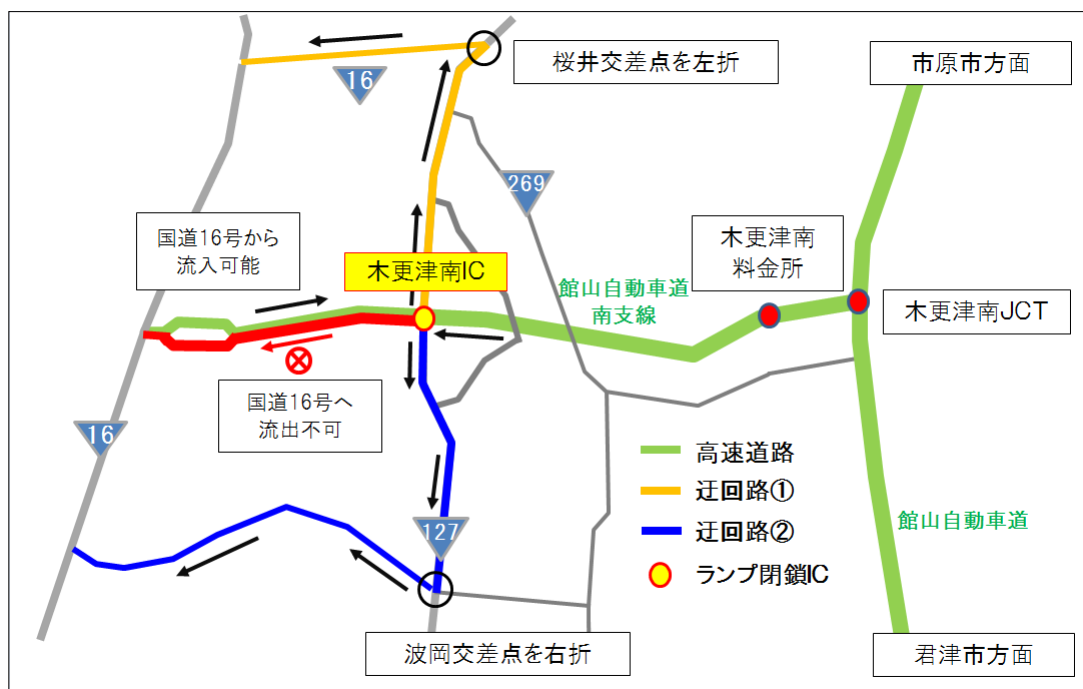 桜井交差点を左折
市原市方面
16
269
国道16号から
流入可能
木更津南IC
木更津南
料金所
館山自動車道
南支線
木更津南JCT
国道16号へ
流出不可
16
高速道路
迂回路①
迂回路②
ランプ閉鎖IC
館山自動車道
127
波岡交差点を右折
君津市方面